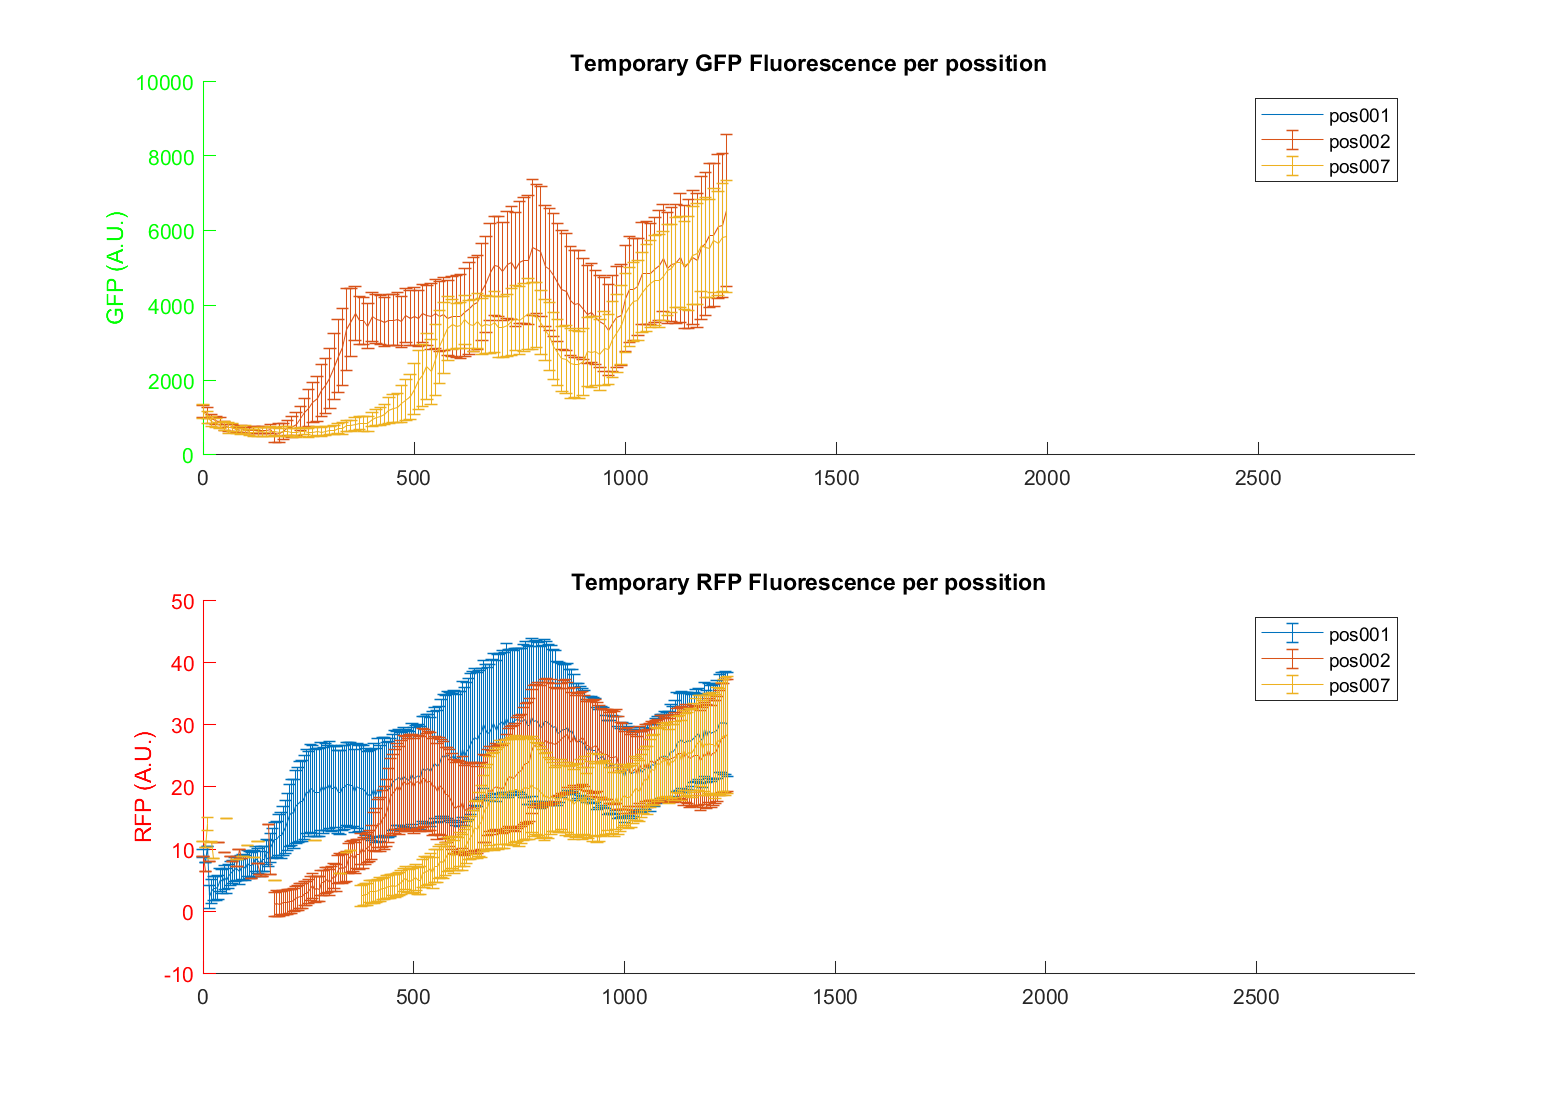 Temporary GFP Fluorescence per possition
10000
8000
6000
4000
2000
0
GFP (A.U.)
0 500 1000 1500 2000 2500
pos001
pos002
pos007
Temporary RFP Fluorescence per possition
50
40
30
20
10
0
-10
RFP (A.U.)
0 500 1000 1500 2000 2500
pos001
pos002
pos007